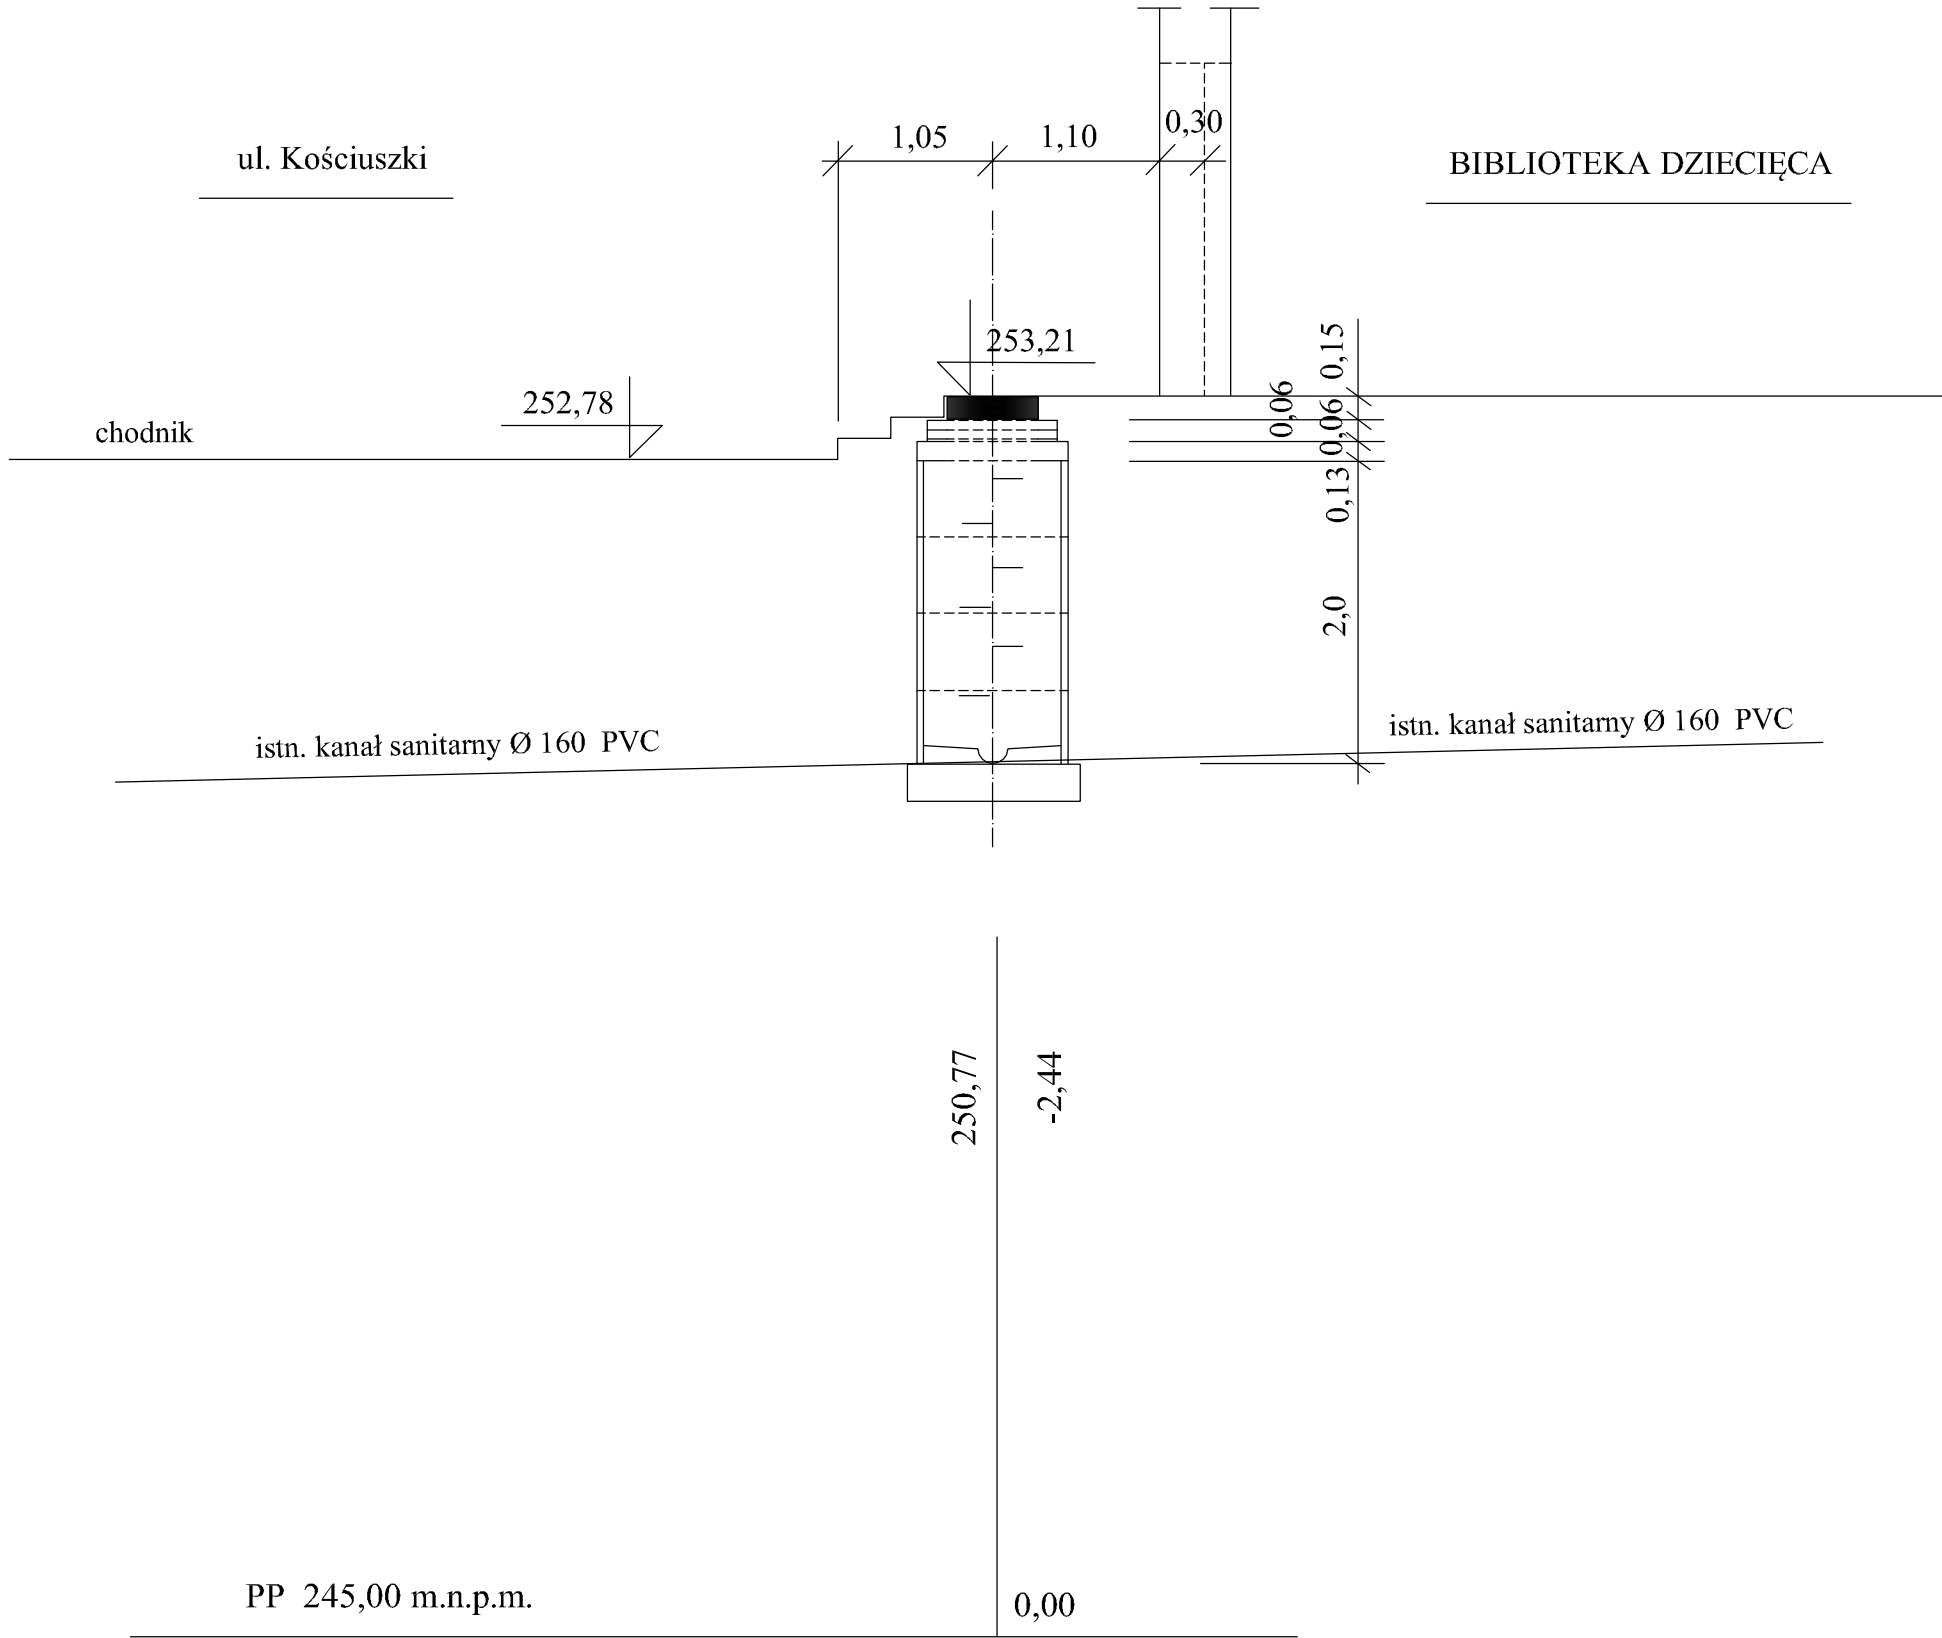 1,05
1,10
0,30
ul. Kościuszki
BIBLIOTEKA DZIECIĘCA
253,21
0,15
252,78
0,06
0,06
chodnik
0,13
2,0
istn. kanał sanitarny Ø 160 PVC
istn. kanał sanitarny Ø 160 PVC
250,77
-2,44
PP 245,00 m.n.p.m.
0,00